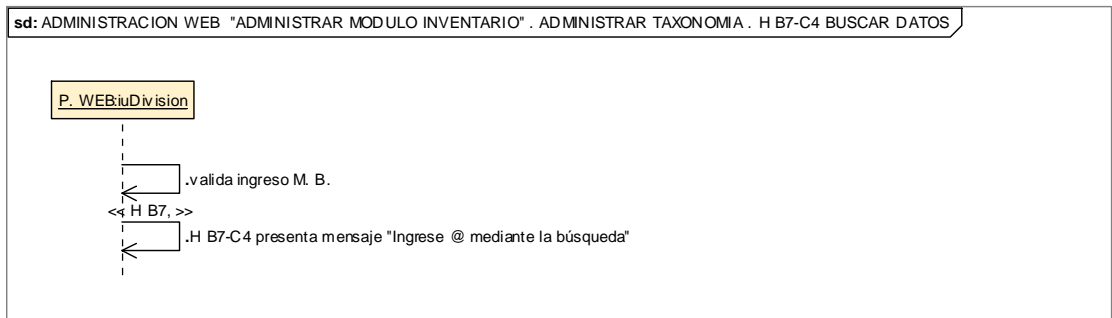 sd: ADMINISTRACION WEB "ADMINISTRAR MODULO INVENTARIO" . ADMINISTRAR TAXONOMIA . H B7-C4 BUSCAR DATOS
P. WEB:iuDivision
.valida ingreso M. B.
<< H B7, >>
.H B7-C4 presenta mensaje "Ingrese @ mediante la búsqueda"